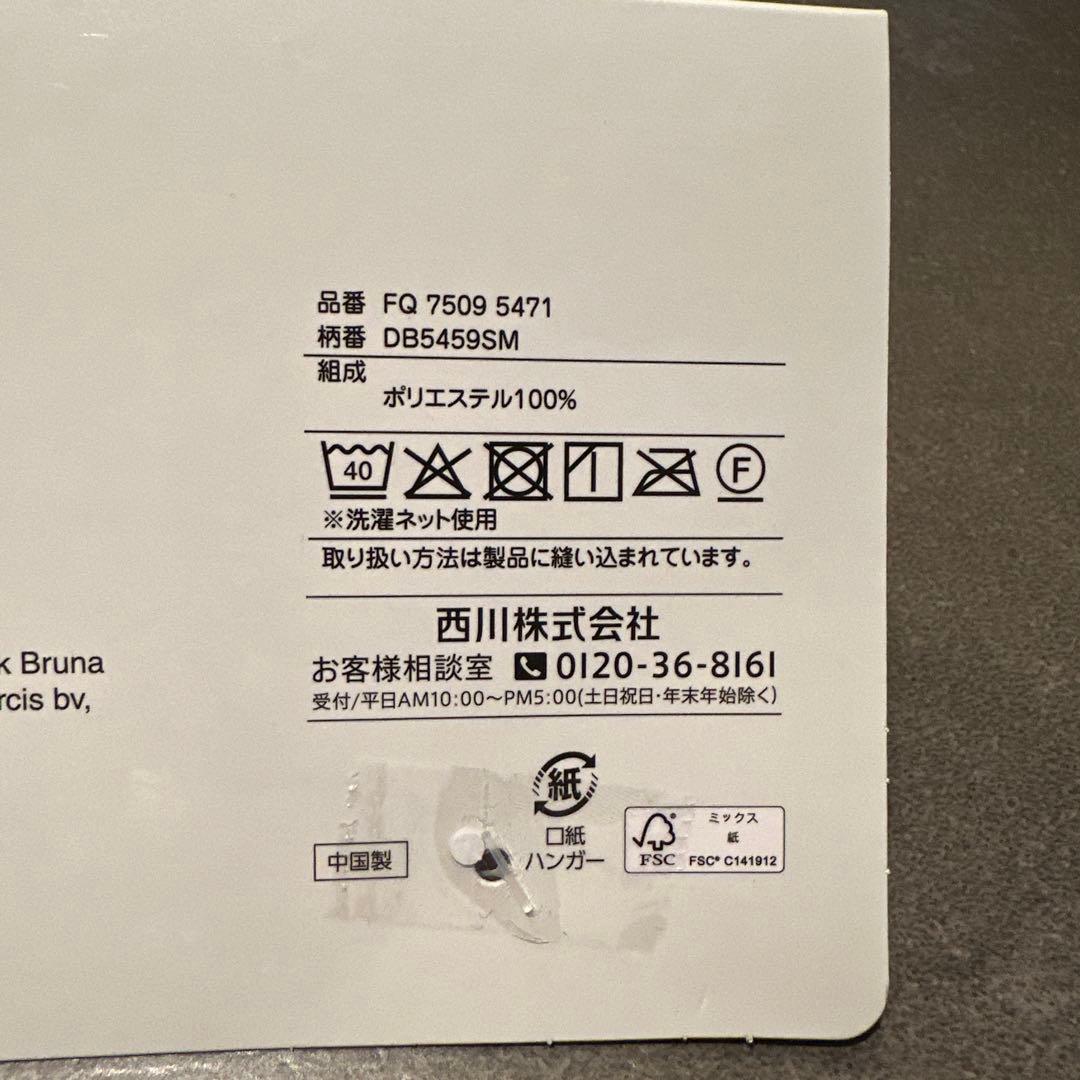 品番 FQ 7509 5471
柄番 DB5459SM
組成
ポリエステル100%
40
F
※洗濯ネット使用
取り扱い方法は製品に縫い込まれています。
西川株式会社
お客様相談室 0120-36-8161
受付/平日AM10:00〜PM5:00(土日祝日・年末年始除く)
k Bruna
rcis bv,
紙
口紙
ハンガー
中国製
FSC
ミックス
紙
FSC® C141912